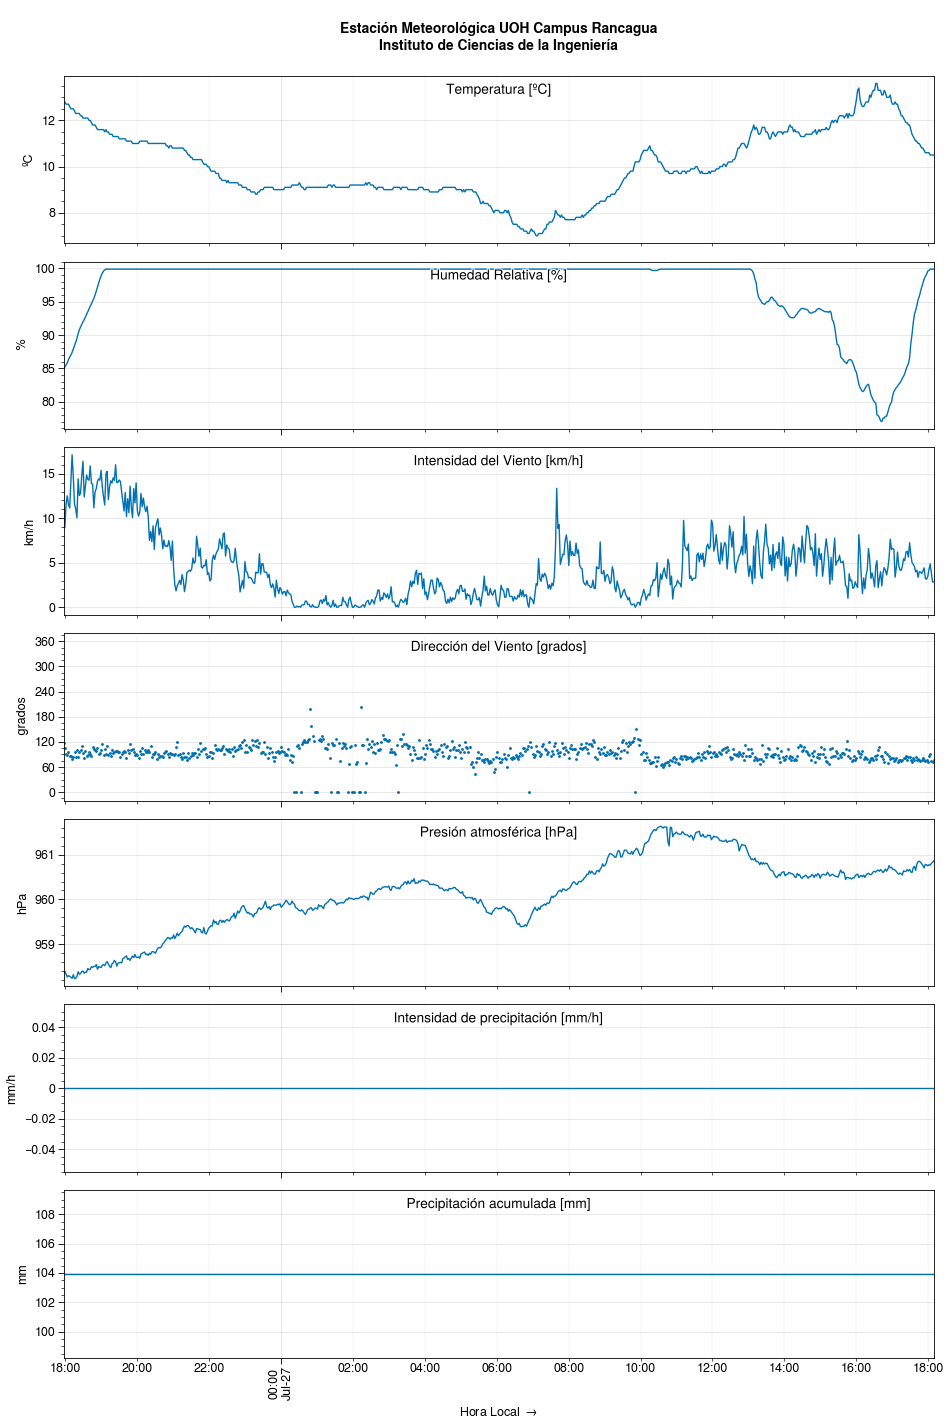 Estación Meteorológica UOH Campus Rancagua
Instituto de Ciencias de la Ingeniería
Temperatura [ºC]
12
10
8
ºC
Humedad Relativa [%]
100
95
90
85
80
%
Intensidad del Viento [km/h]
15
10
5
0
km/h
Dirección del Viento [grados]
360
300
240
180
120
60
0
grados
Presión atmosférica [hPa]
961
960
959
hPa
Intensidad de precipitación [mm/h]
0.04
0.02
0
−0.02
−0.04
mm/h
Precipitación acumulada [mm]
108
106
104
102
100
mm
18:00 20:00 22:00 00:00 02:00 04:00 06:00 08:00 10:00 12:00 14:00 16:00 18:00
Jul-27
Hora Local →